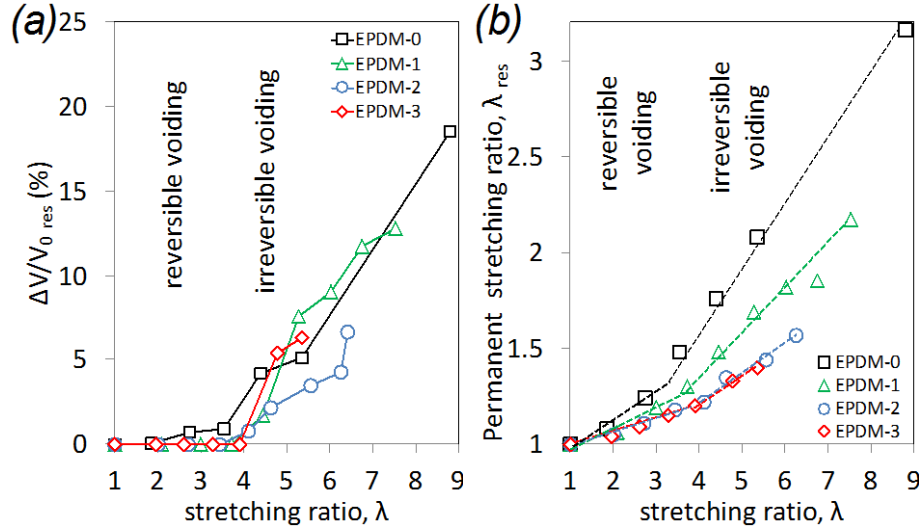 (a)
25
20
15
10
5
0
ΔV/V0 res (%)
reversible voiding
irreversible voiding
EPDM-0
EPDM-1
EPDM-2
EPDM-3
1 2 3 4 5 6 7 8 9
stretching ratio, λ
(b)
3
2.5
2
1.5
1
Permanent stretching ratio, λ res
reversible
voiding
irreversible
voiding
EPDM-0
EPDM-1
EPDM-2
EPDM-3
1 2 3 4 5 6 7 8 9
stretching ratio, λ